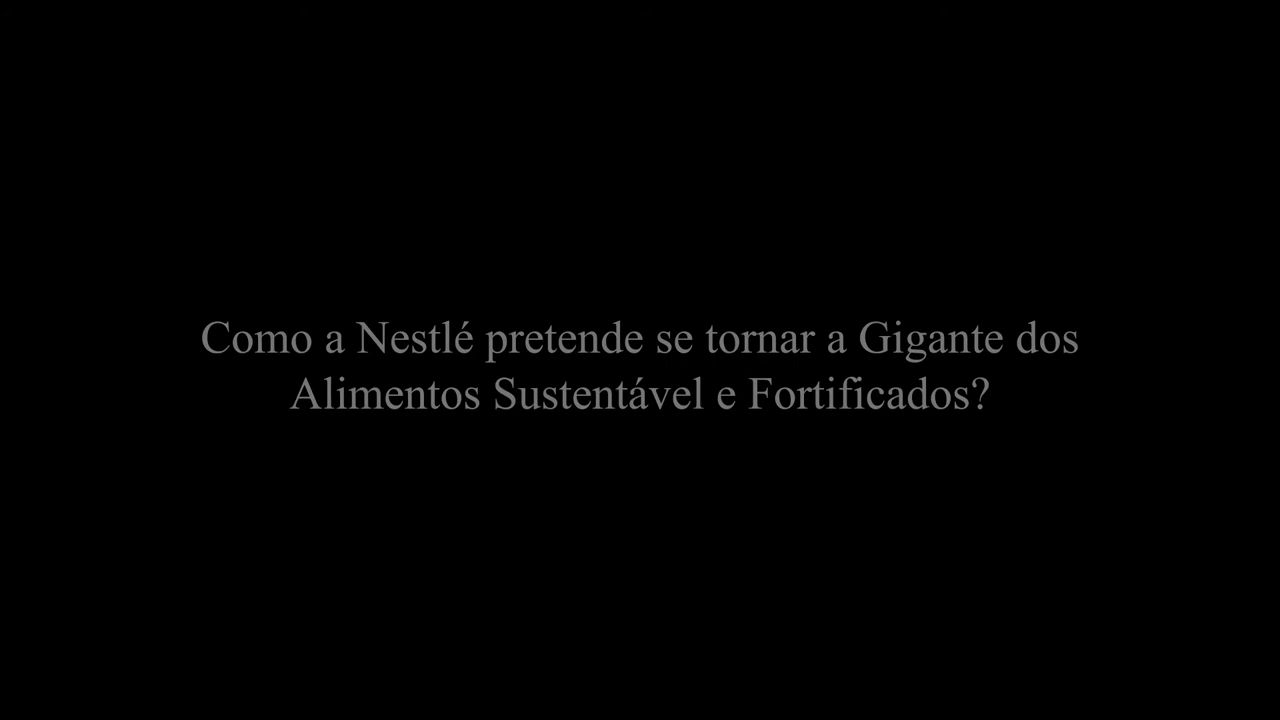 Como a Nestlé pretende se tornar a Gigante dos
Alimentos Sustentável e Fortificados?